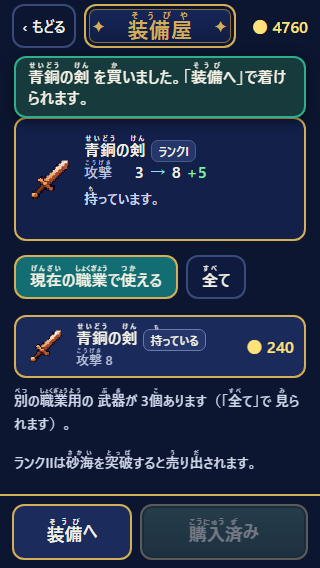 ‹ もどる
装備屋
4760
青銅の剣 を買いました。「装備へ」で着け
られます。
青銅の剣 ランクI
攻撃 3 → 8 +5
持っています。
現在の職業で使える 全て
青銅の剣 持っている
攻撃 8
240
別の職業用の 武器が 3個あります（「全て」で 見ら
れます）。
ランクIIは砂海を突破すると売り出されます。
装備へ 購入済み